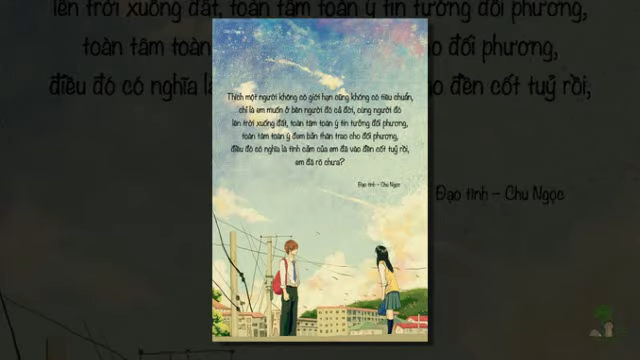 lên trời xuống đất, toàn tâm toàn ý tin tưởng đối phương,
toàn tâm toàn
o đối phương,
điều đó có nghĩa là
ao đến cốt tuỷ rồi,
Thích một người không có giới hạn cũng không có tiêu chuẩn,
chỉ là em muốn ở bên người đó cả đời, cùng người đó
lên trời xuống đất, toàn tâm toàn ý tin tưởng đối phương,
toàn tâm toàn ý đem bản thân trao cho đối phương,
điều đó có nghĩa là tình cảm của em đã vào đến cốt tuỷ rồi,
em đã rõ chưa?
Đạo tình - Chu Ngọc
Đạo tình - Chu Ngọc